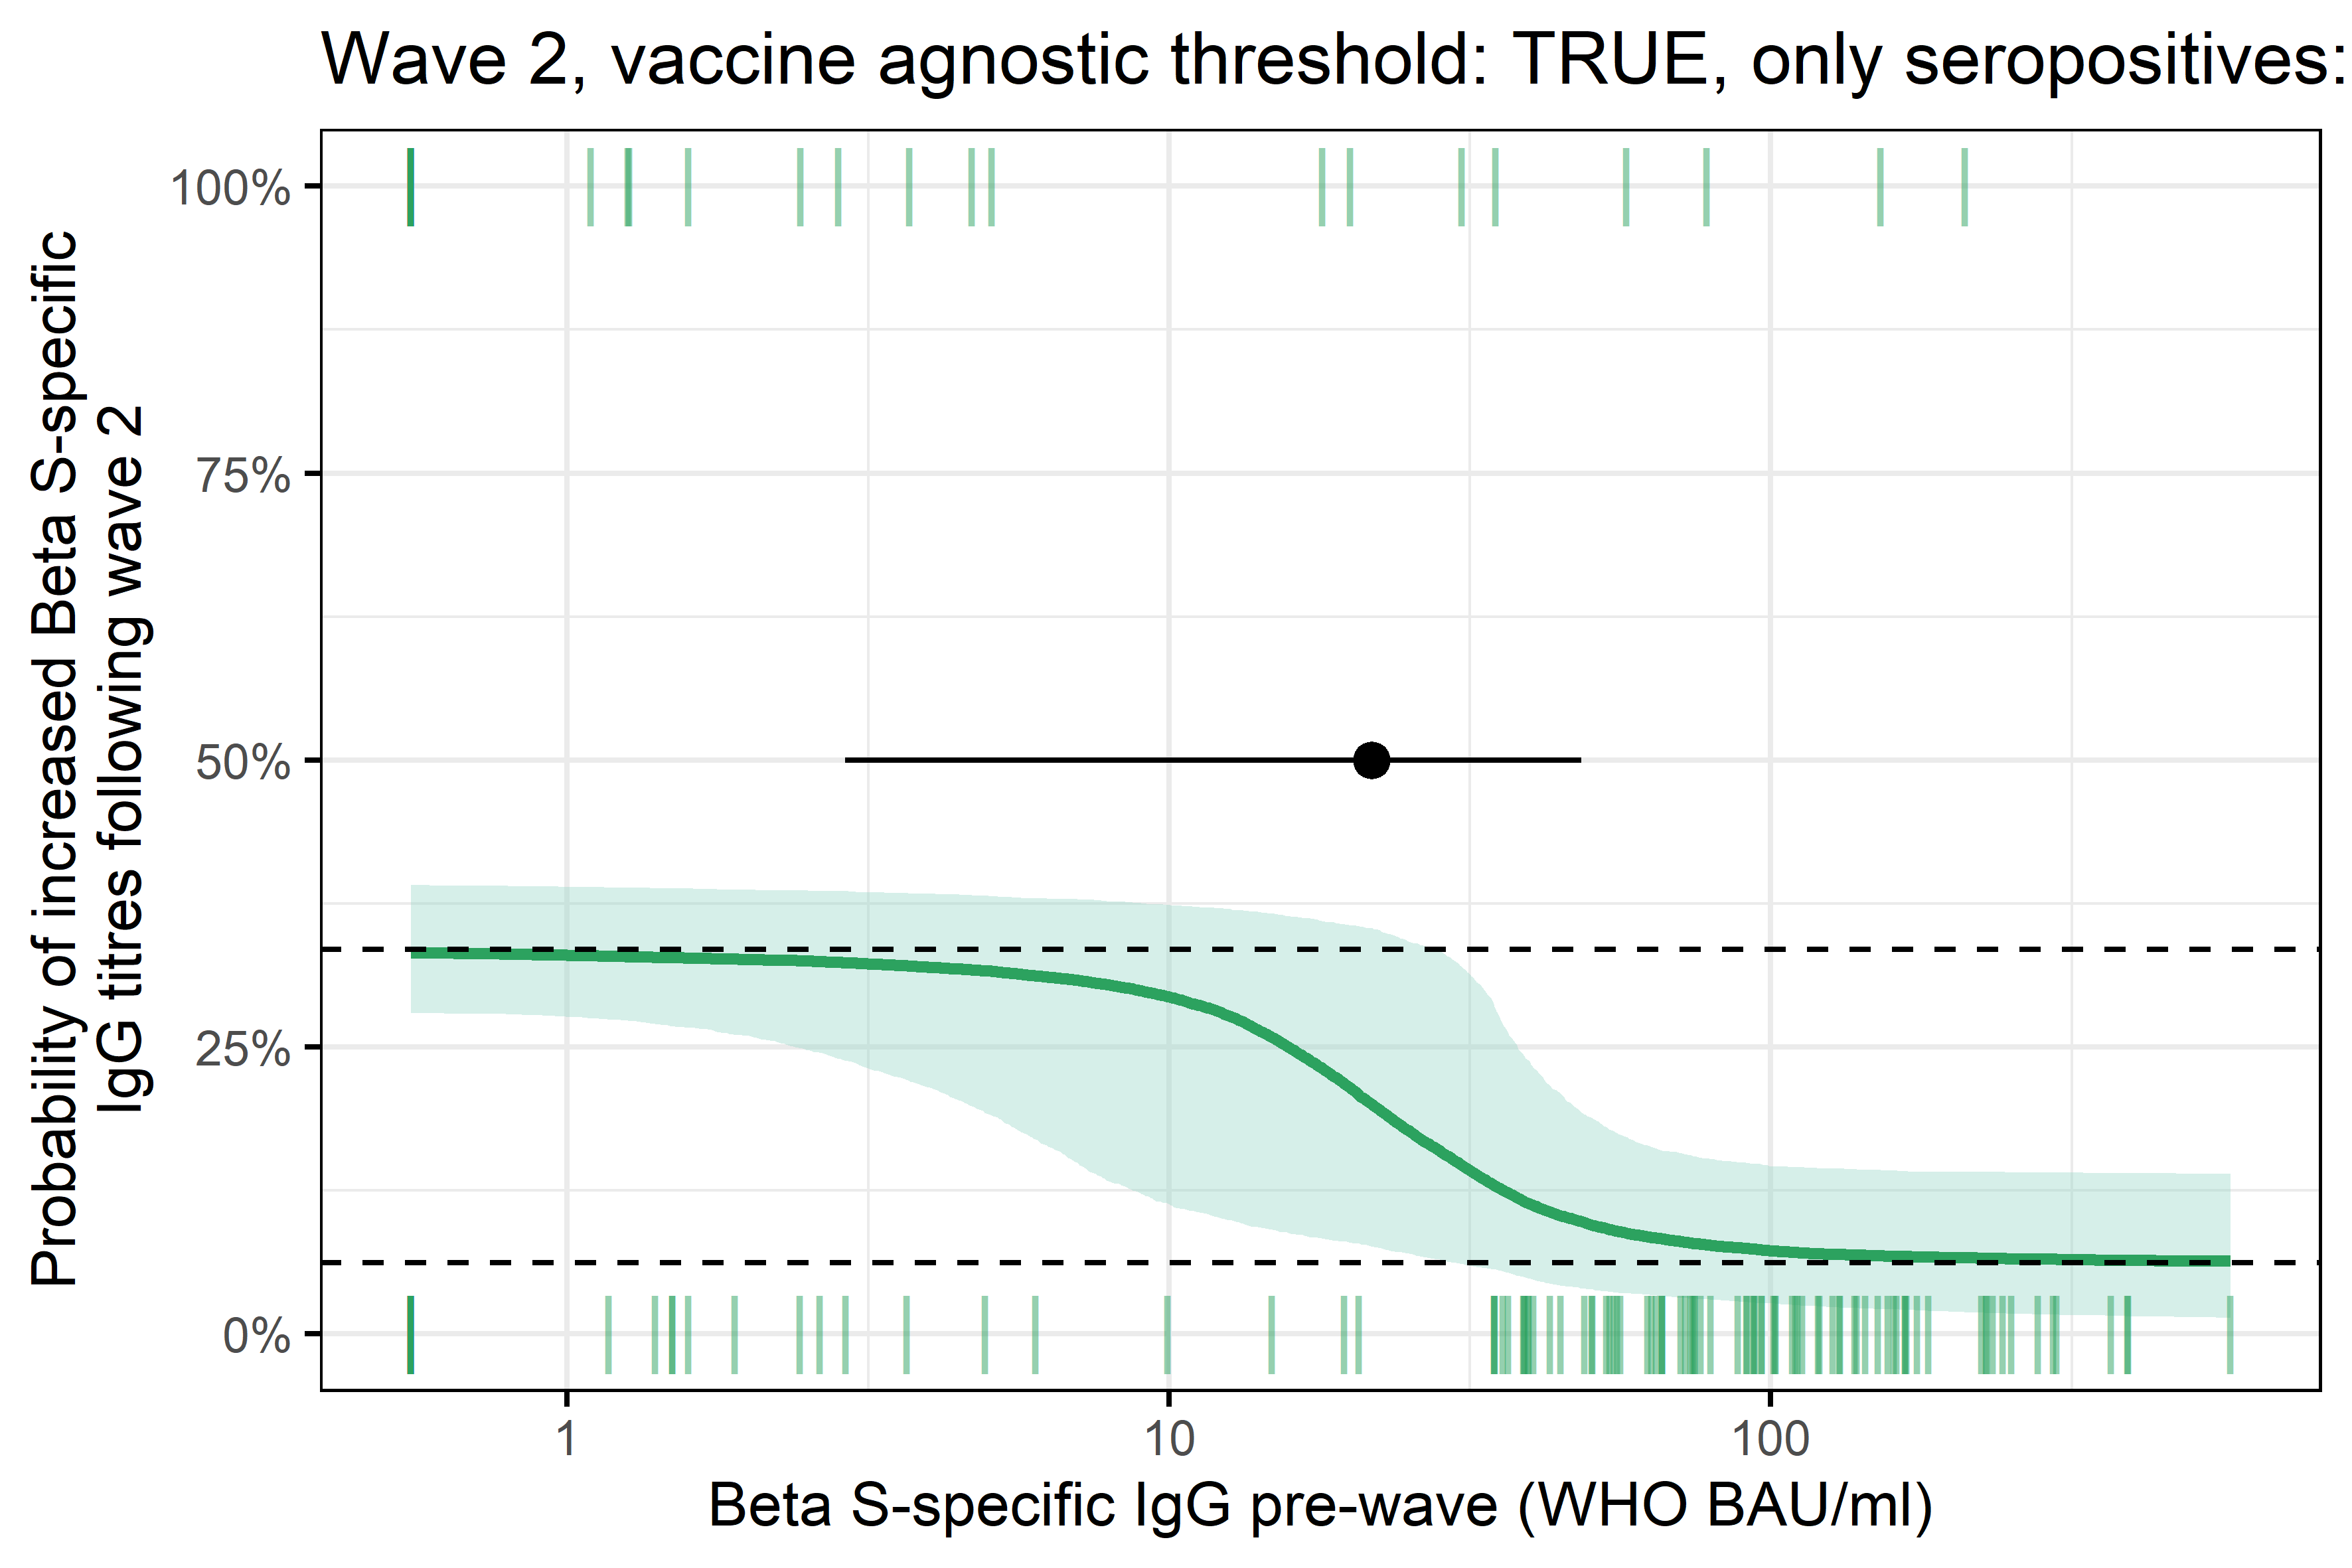 Wave 2, vaccine agnostic threshold: TRUE, only seropositives:
Probability of increased Beta S-specific
IgG titres following wave 2
100%
75%
50%
25%
0%
1
10
100
Beta S-specific IgG pre-wave (WHO BAU/ml)